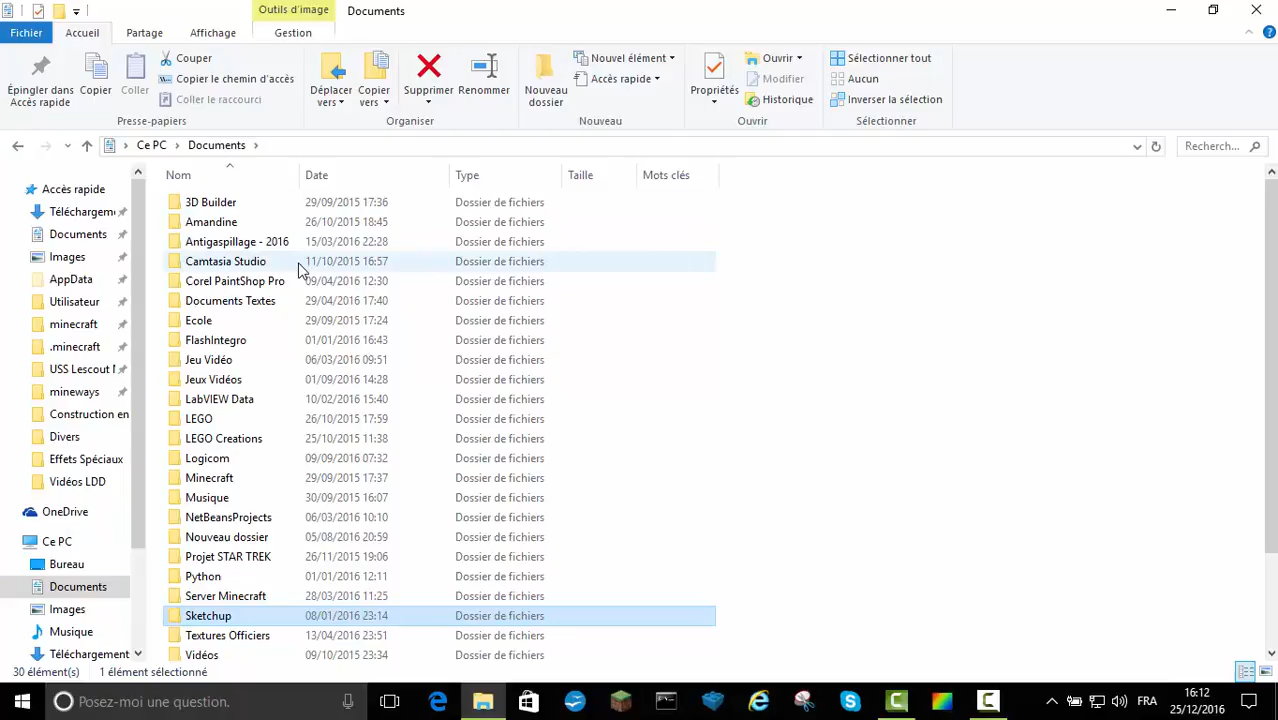 Outils d'image
Documents
Fichier
Accueil
Partage
Affichage
Gestion
Épingler dans
Accès rapide
Copier
Coller
Couper
Copier le chemin d'accès
Coller le raccourci
Presse-papiers
Déplacer
vers
Copier
vers
Supprimer
Renommer
Organiser
Nouveau
dossier
Nouvel élément
Accès rapide
Nouveau
Propriétés
Ouvrir
Modifier
Historique
Ouvrir
Sélectionner tout
Aucun
Inverser la sélection
Sélectionner
Ce PC > Documents >
Recherch...
Accès rapide
Téléchargem
Documents
Images
AppData
Utilisateur
minecraft
.minecraft
USS Lescout
mineways
Construction en
Divers
Effets Spéciaux
Vidéos LDD
OneDrive
Ce PC
Bureau
Documents
Images
Musique
Téléchargement
Nom Date Type Taille Mots clés
3D Builder 29/09/2015 17:36 Dossier de fichiers
Amandine 26/10/2015 18:45 Dossier de fichiers
Antigaspillage - 2016 15/03/2016 22:28 Dossier de fichiers
Camtasia Studio 11/10/2015 16:57 Dossier de fichiers
Corel PaintShop Pro 09/04/2016 12:30 Dossier de fichiers
Documents Textes 29/04/2016 17:40 Dossier de fichiers
Ecole 29/09/2015 17:24 Dossier de fichiers
FlashIntegro 01/01/2016 16:43 Dossier de fichiers
Jeu Vidéo 06/03/2016 09:51 Dossier de fichiers
Jeux Vidéos 01/09/2016 14:28 Dossier de fichiers
LabVIEW Data 10/02/2016 15:40 Dossier de fichiers
LEGO 26/10/2015 17:59 Dossier de fichiers
LEGO Creations 25/10/2015 11:38 Dossier de fichiers
Logicom 09/09/2016 07:32 Dossier de fichiers
Minecraft 29/09/2015 17:37 Dossier de fichiers
Musique 30/09/2015 16:07 Dossier de fichiers
NetBeansProjects 06/03/2016 10:10 Dossier de fichiers
Nouveau dossier 05/08/2016 20:59 Dossier de fichiers
Projet STAR TREK 26/11/2015 19:06 Dossier de fichiers
Python 01/01/2016 12:11 Dossier de fichiers
Server Minecraft 28/03/2016 11:25 Dossier de fichiers
Sketchup 08/01/2016 23:14 Dossier de fichiers
Textures Officiers 13/04/2016 23:51 Dossier de fichiers
Vidéos 09/10/2015 23:34 Dossier de fichiers
30 élément(s) 1 élément sélectionné
Posez-moi une question.
FRA
16:12
25/12/2016